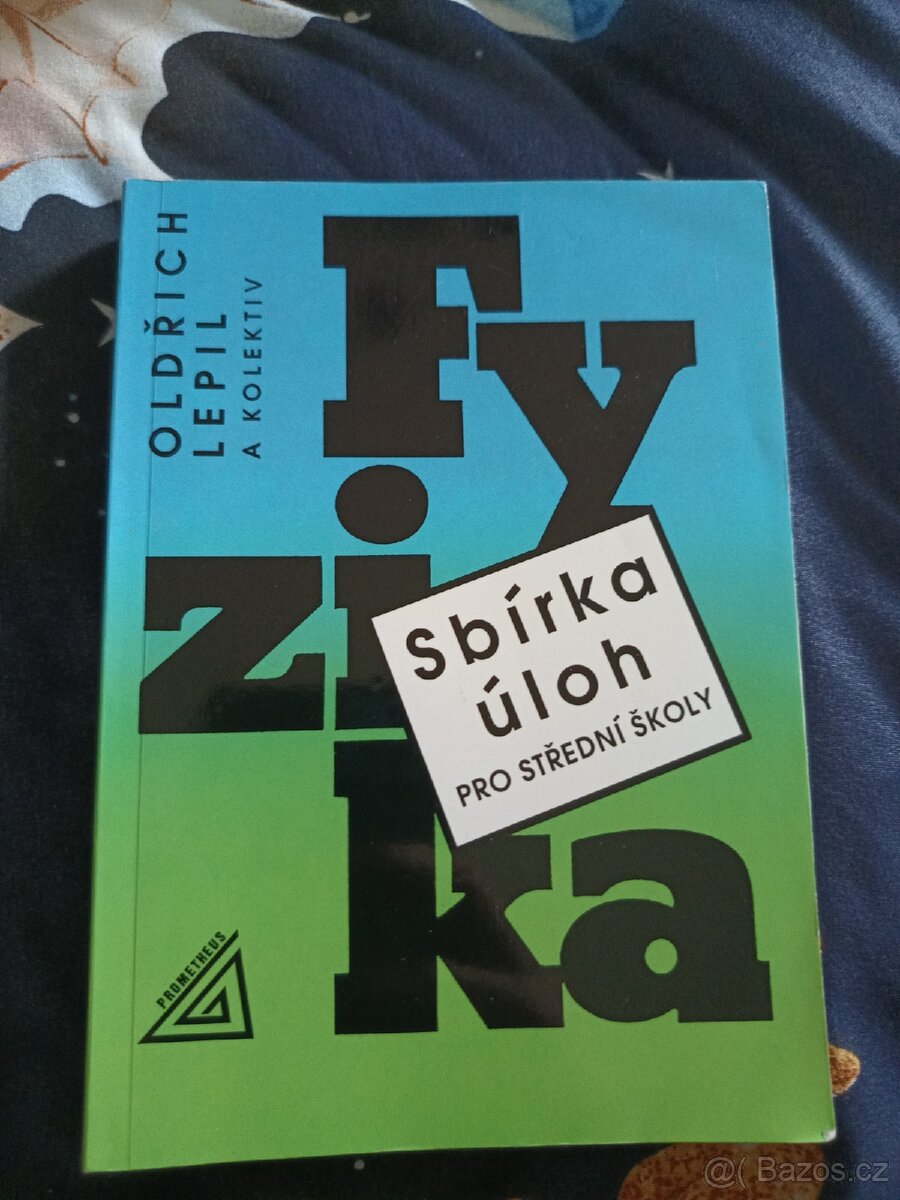 OLDŘICH
LEPIL
A KOLEKTIV
Fy
zi
ka
Sbírka
úloh
PRO STŘEDNÍ ŠKOLY
PROMETHEUS
@( Bazos.cz